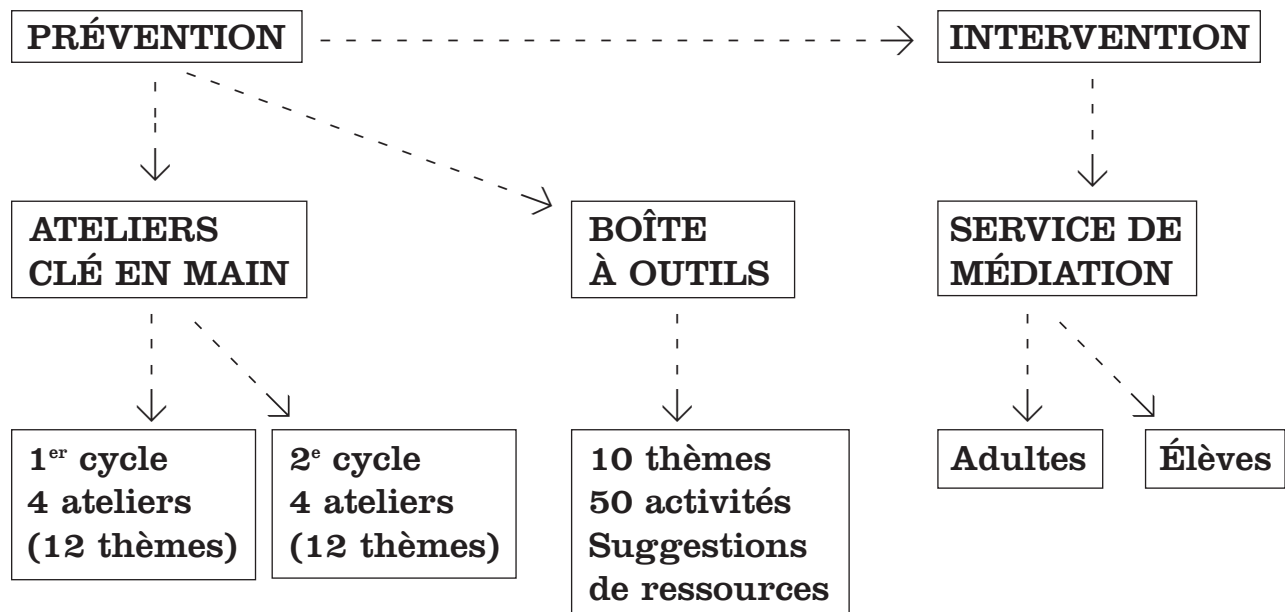 PRÉVENTION
INTERVENTION
ATELIERS
CLÉ EN MAIN
BOÎTE
À OUTILS
SERVICE DE
MÉDIATION
1er cycle
4 ateliers
(12 thèmes)
2e cycle
4 ateliers
(12 thèmes)
10 thèmes
50 activités
Suggestions
de ressources
Adultes
Élèves